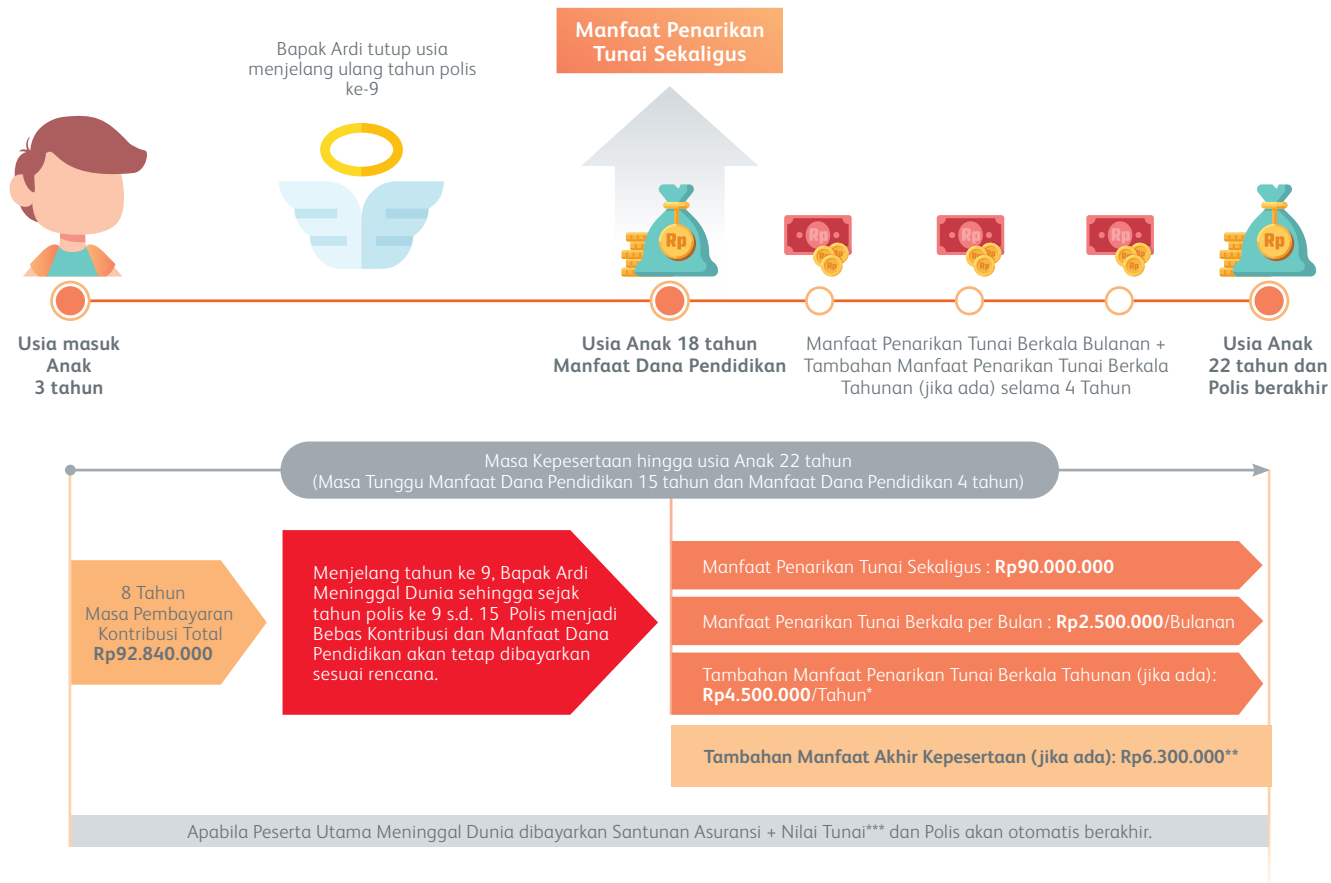 Manfaat Penarikan
Tunai Sekaligus
Bapak Ardi tutup usia
menjelang ulang tahun polis
ke-9
Rp
Rp
Rp
Rp
Rp
Rp
Rp
Rp
Usia masuk
Anak
3 tahun
Usia Anak 18 tahun
Manfaat Dana Pendidikan
Manfaat Penarikan Tunai Berkala Bulanan +
Tambahan Manfaat Penarikan Tunai Berkala
Tahunan (jika ada) selama 4 Tahun
Usia Anak
22 tahun dan
Polis berakhir
Masa Kepesertaan hingga usia Anak 22 tahun
(Masa Tunggu Manfaat Dana Pendidikan 15 tahun dan Manfaat Dana Pendidikan 4 tahun)
8 Tahun
Masa Pembayaran
Kontribusi Total
Rp92.840.000
Menjelang tahun ke 9, Bapak Ardi
Meninggal Dunia sehingga sejak
tahun polis ke 9 s.d. 15 Polis menjadi
Bebas Kontribusi dan Manfaat Dana
Pendidikan akan tetap dibayarkan
sesuai rencana.
Manfaat Penarikan Tunai Sekaligus : Rp90.000.000
Manfaat Penarikan Tunai Berkala per Bulan : Rp2.500.000/Bulanan
Tambahan Manfaat Penarikan Tunai Berkala Tahunan (jika ada):
Rp4.500.000/Tahun*
Tambahan Manfaat Akhir Kepesertaan (jika ada): Rp6.300.000**
Apabila Peserta Utama Meninggal Dunia dibayarkan Santunan Asuransi + Nilai Tunai*** dan Polis akan otomatis berakhir.